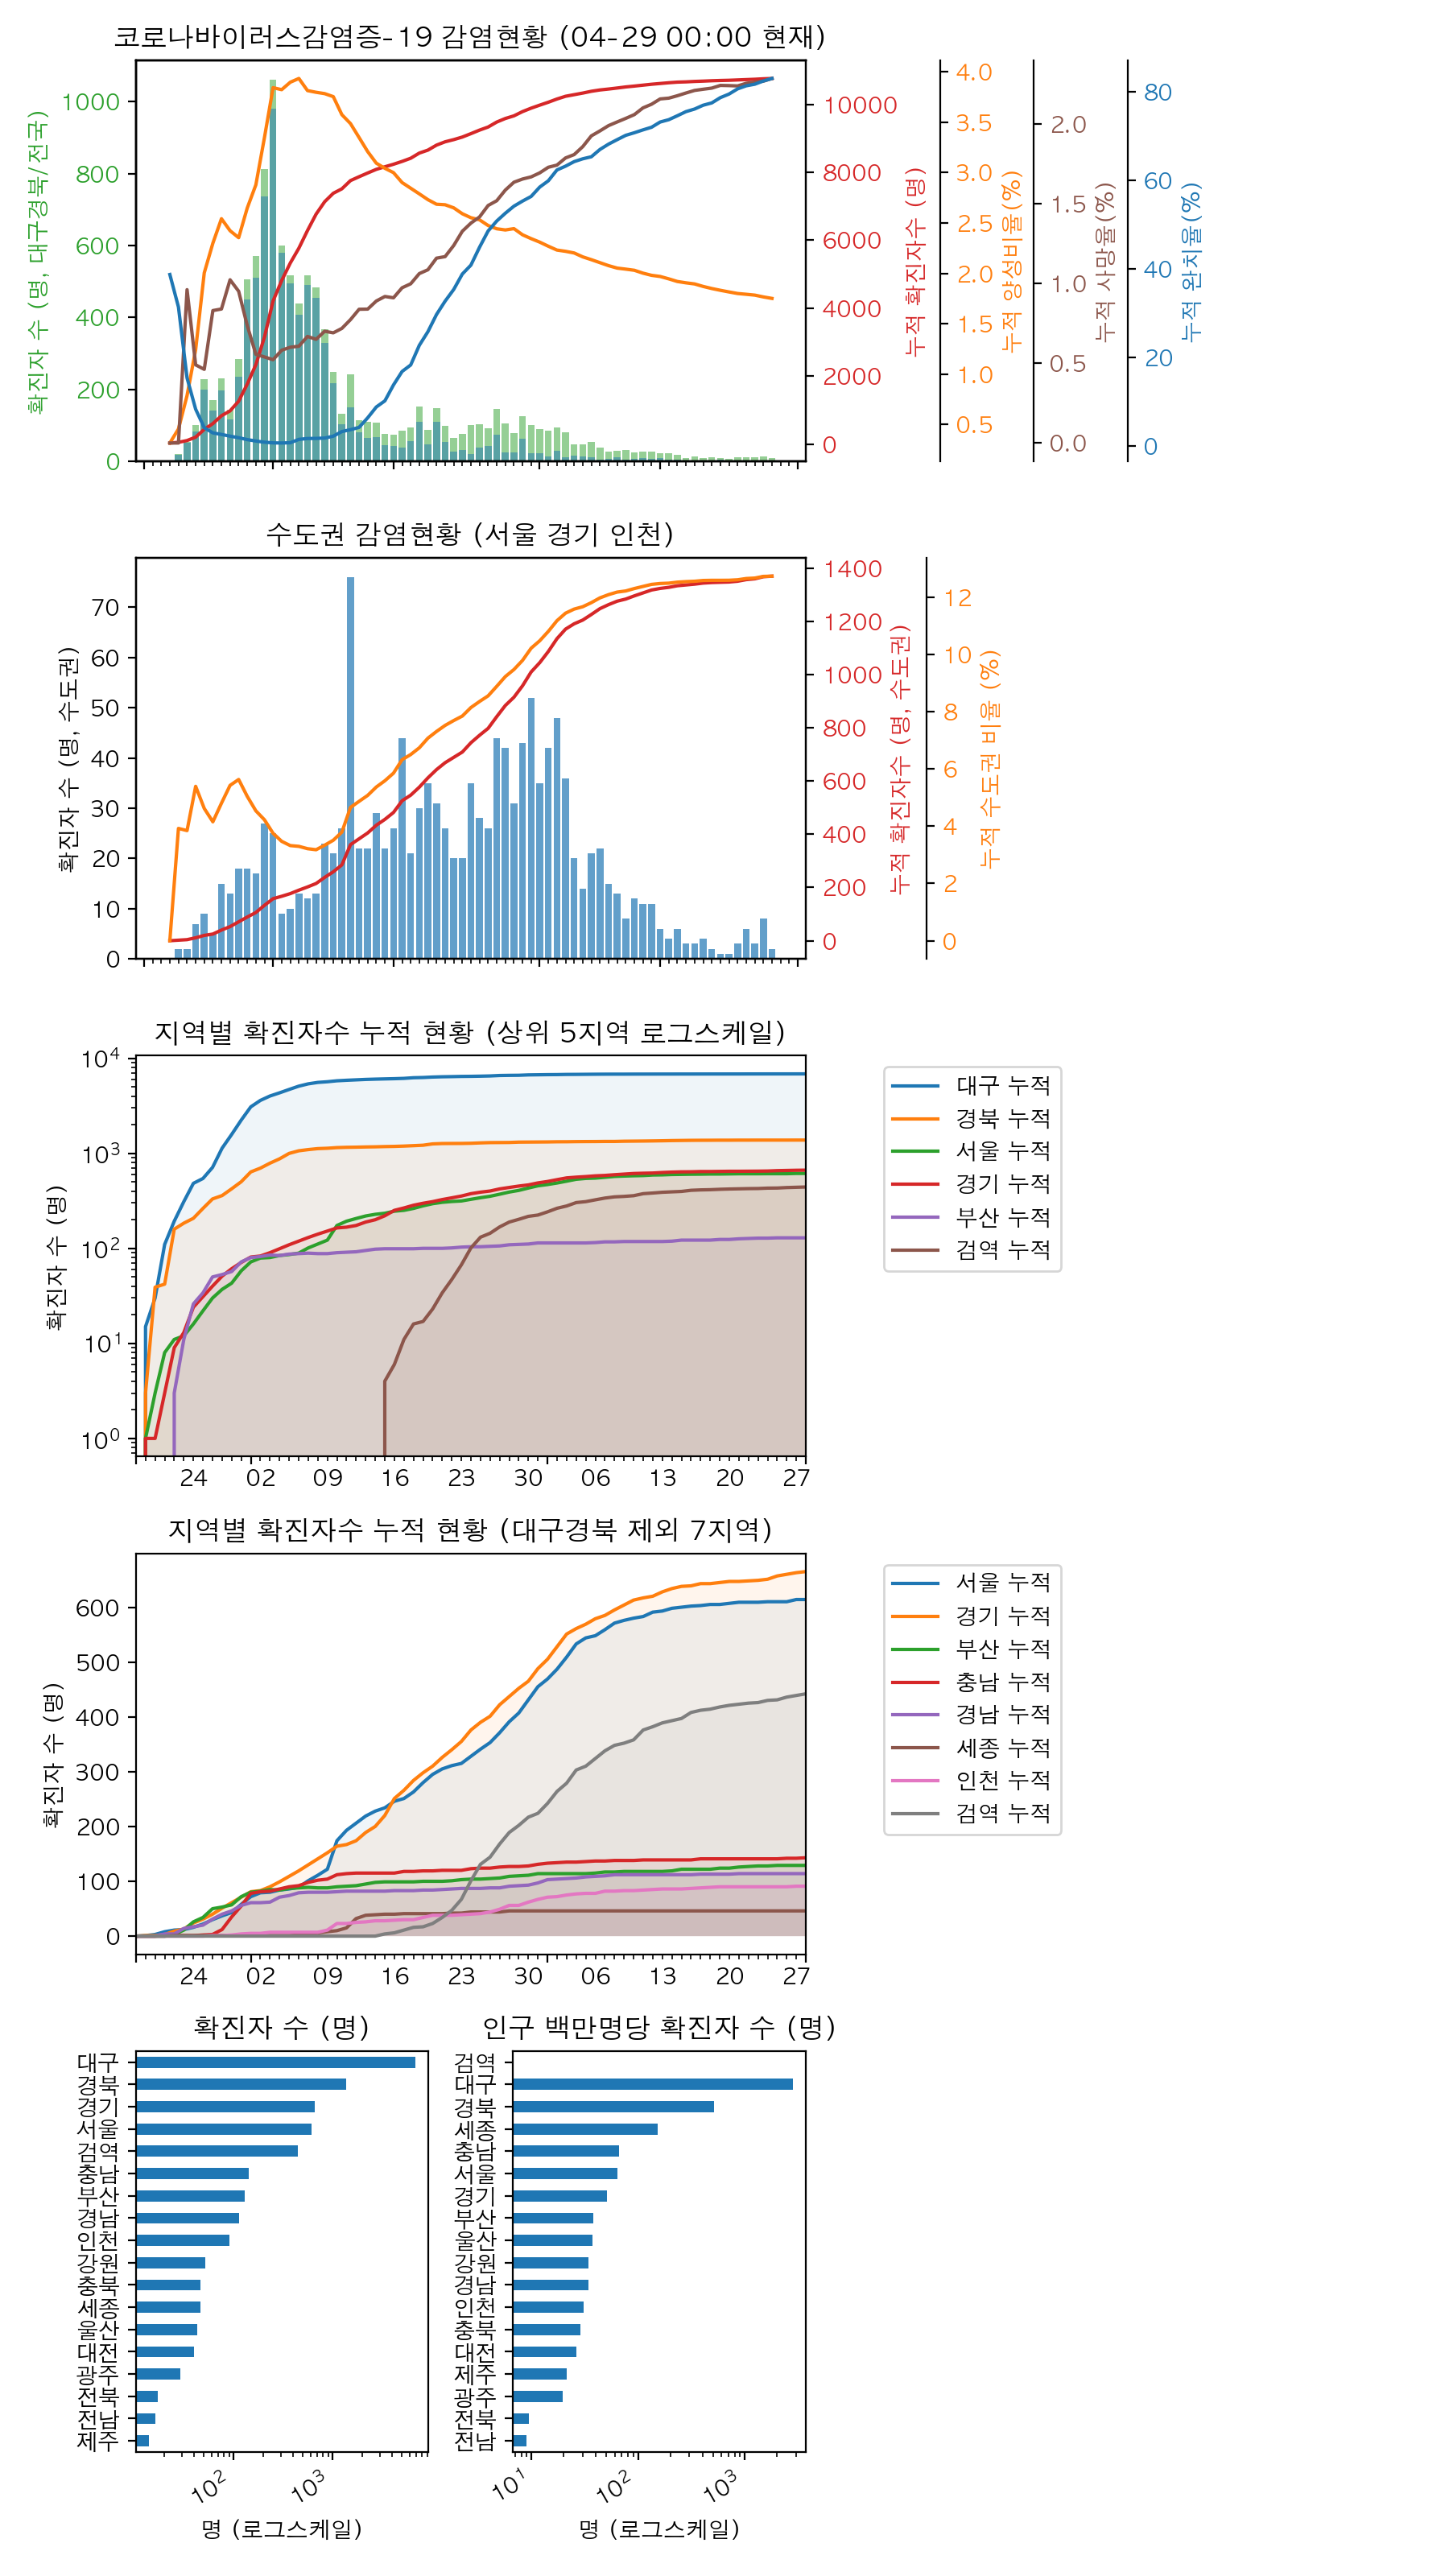 코로나바이러스감염증-19 감염현황 (04-29 00:00 현재)
확진자 수 (명, 대구경북/전국)
1000
800
600
400
200
0
10000
8000
6000
4000
2000
0
누적 확진자수 (명)
4.0
3.5
3.0
2.5
2.0
1.5
1.0
0.5
누적 양성비율(%)
2.0
1.5
1.0
0.5
0.0
누적 사망율(%)
80
60
40
20
0
누적 완치율(%)
수도권 감염현황 (서울 경기 인천)
확진자 수 (명, 수도권)
70
60
50
40
30
20
10
0
1400
1200
1000
800
600
400
200
0
누적 확진자수 (명, 수도권)
12
10
8
6
4
2
0
누적 수도권 비율 (%)
지역별 확진자수 누적 현황 (상위 5지역 로그스케일)
확진자 수 (명)
10⁴
10³
10²
10¹
10⁰
24 02 09 16 23 30 06 13 20 27
대구 누적
경북 누적
서울 누적
경기 누적
부산 누적
검역 누적
지역별 확진자수 누적 현황 (대구경북 제외 7지역)
확진자 수 (명)
600
500
400
300
200
100
0
24 02 09 16 23 30 06 13 20 27
서울 누적
경기 누적
부산 누적
충남 누적
경남 누적
세종 누적
인천 누적
검역 누적
확진자 수 (명)
대구
경북
경기
서울
검역
충남
부산
경남
인천
강원
충북
세종
울산
대전
광주
전북
전남
제주
10² 10³
명 (로그스케일)
인구 백만명당 확진자 수 (명)
검역
대구
경북
세종
충남
서울
경기
부산
울산
강원
경남
인천
충북
대전
제주
광주
전북
전남
10¹ 10² 10³
명 (로그스케일)